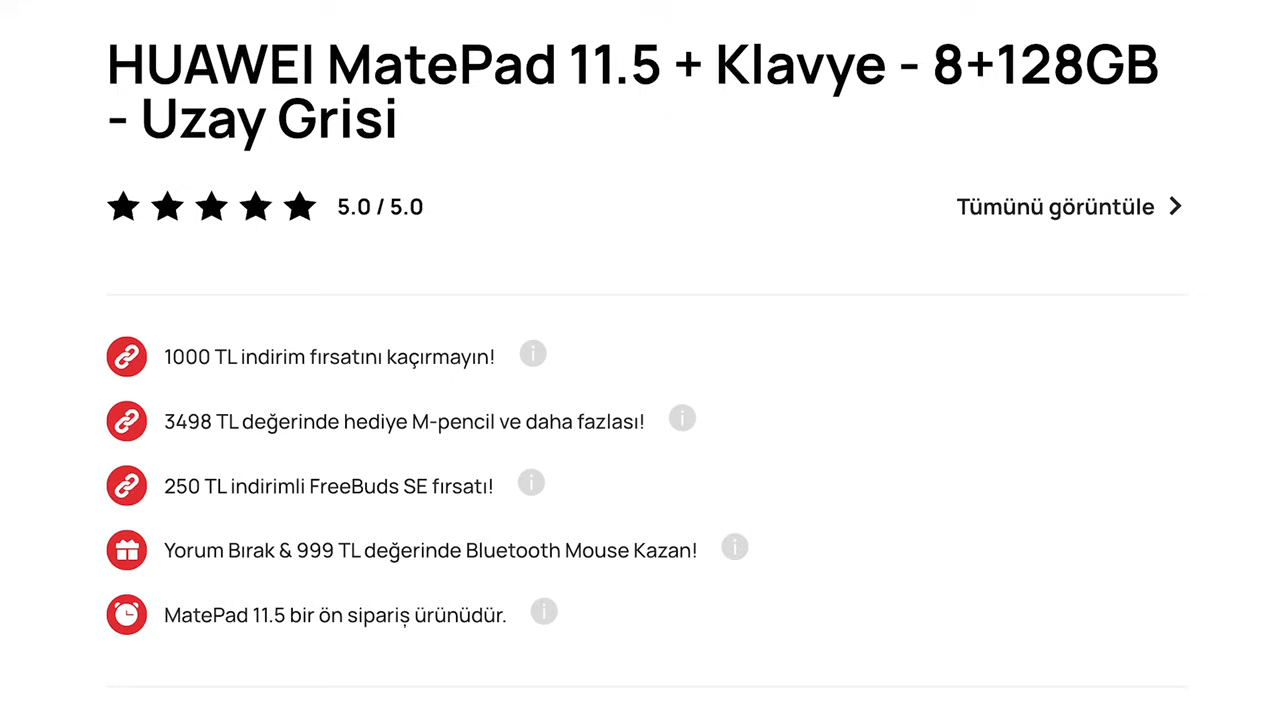 HUAWEI MatePad 11.5 + Klavye - 8+128GB
- Uzay Grisi
5.0 / 5.0
Tümünü görüntüle
1000 TL indirim fırsatını kaçırmayın!
3498 TL değerinde hediye M-pencil ve daha fazlası!
250 TL indirimli FreeBuds SE fırsatı!
Yorum Bırak & 999 TL değerinde Bluetooth Mouse Kazan!
MatePad 11.5 bir ön sipariş ürünüdür.